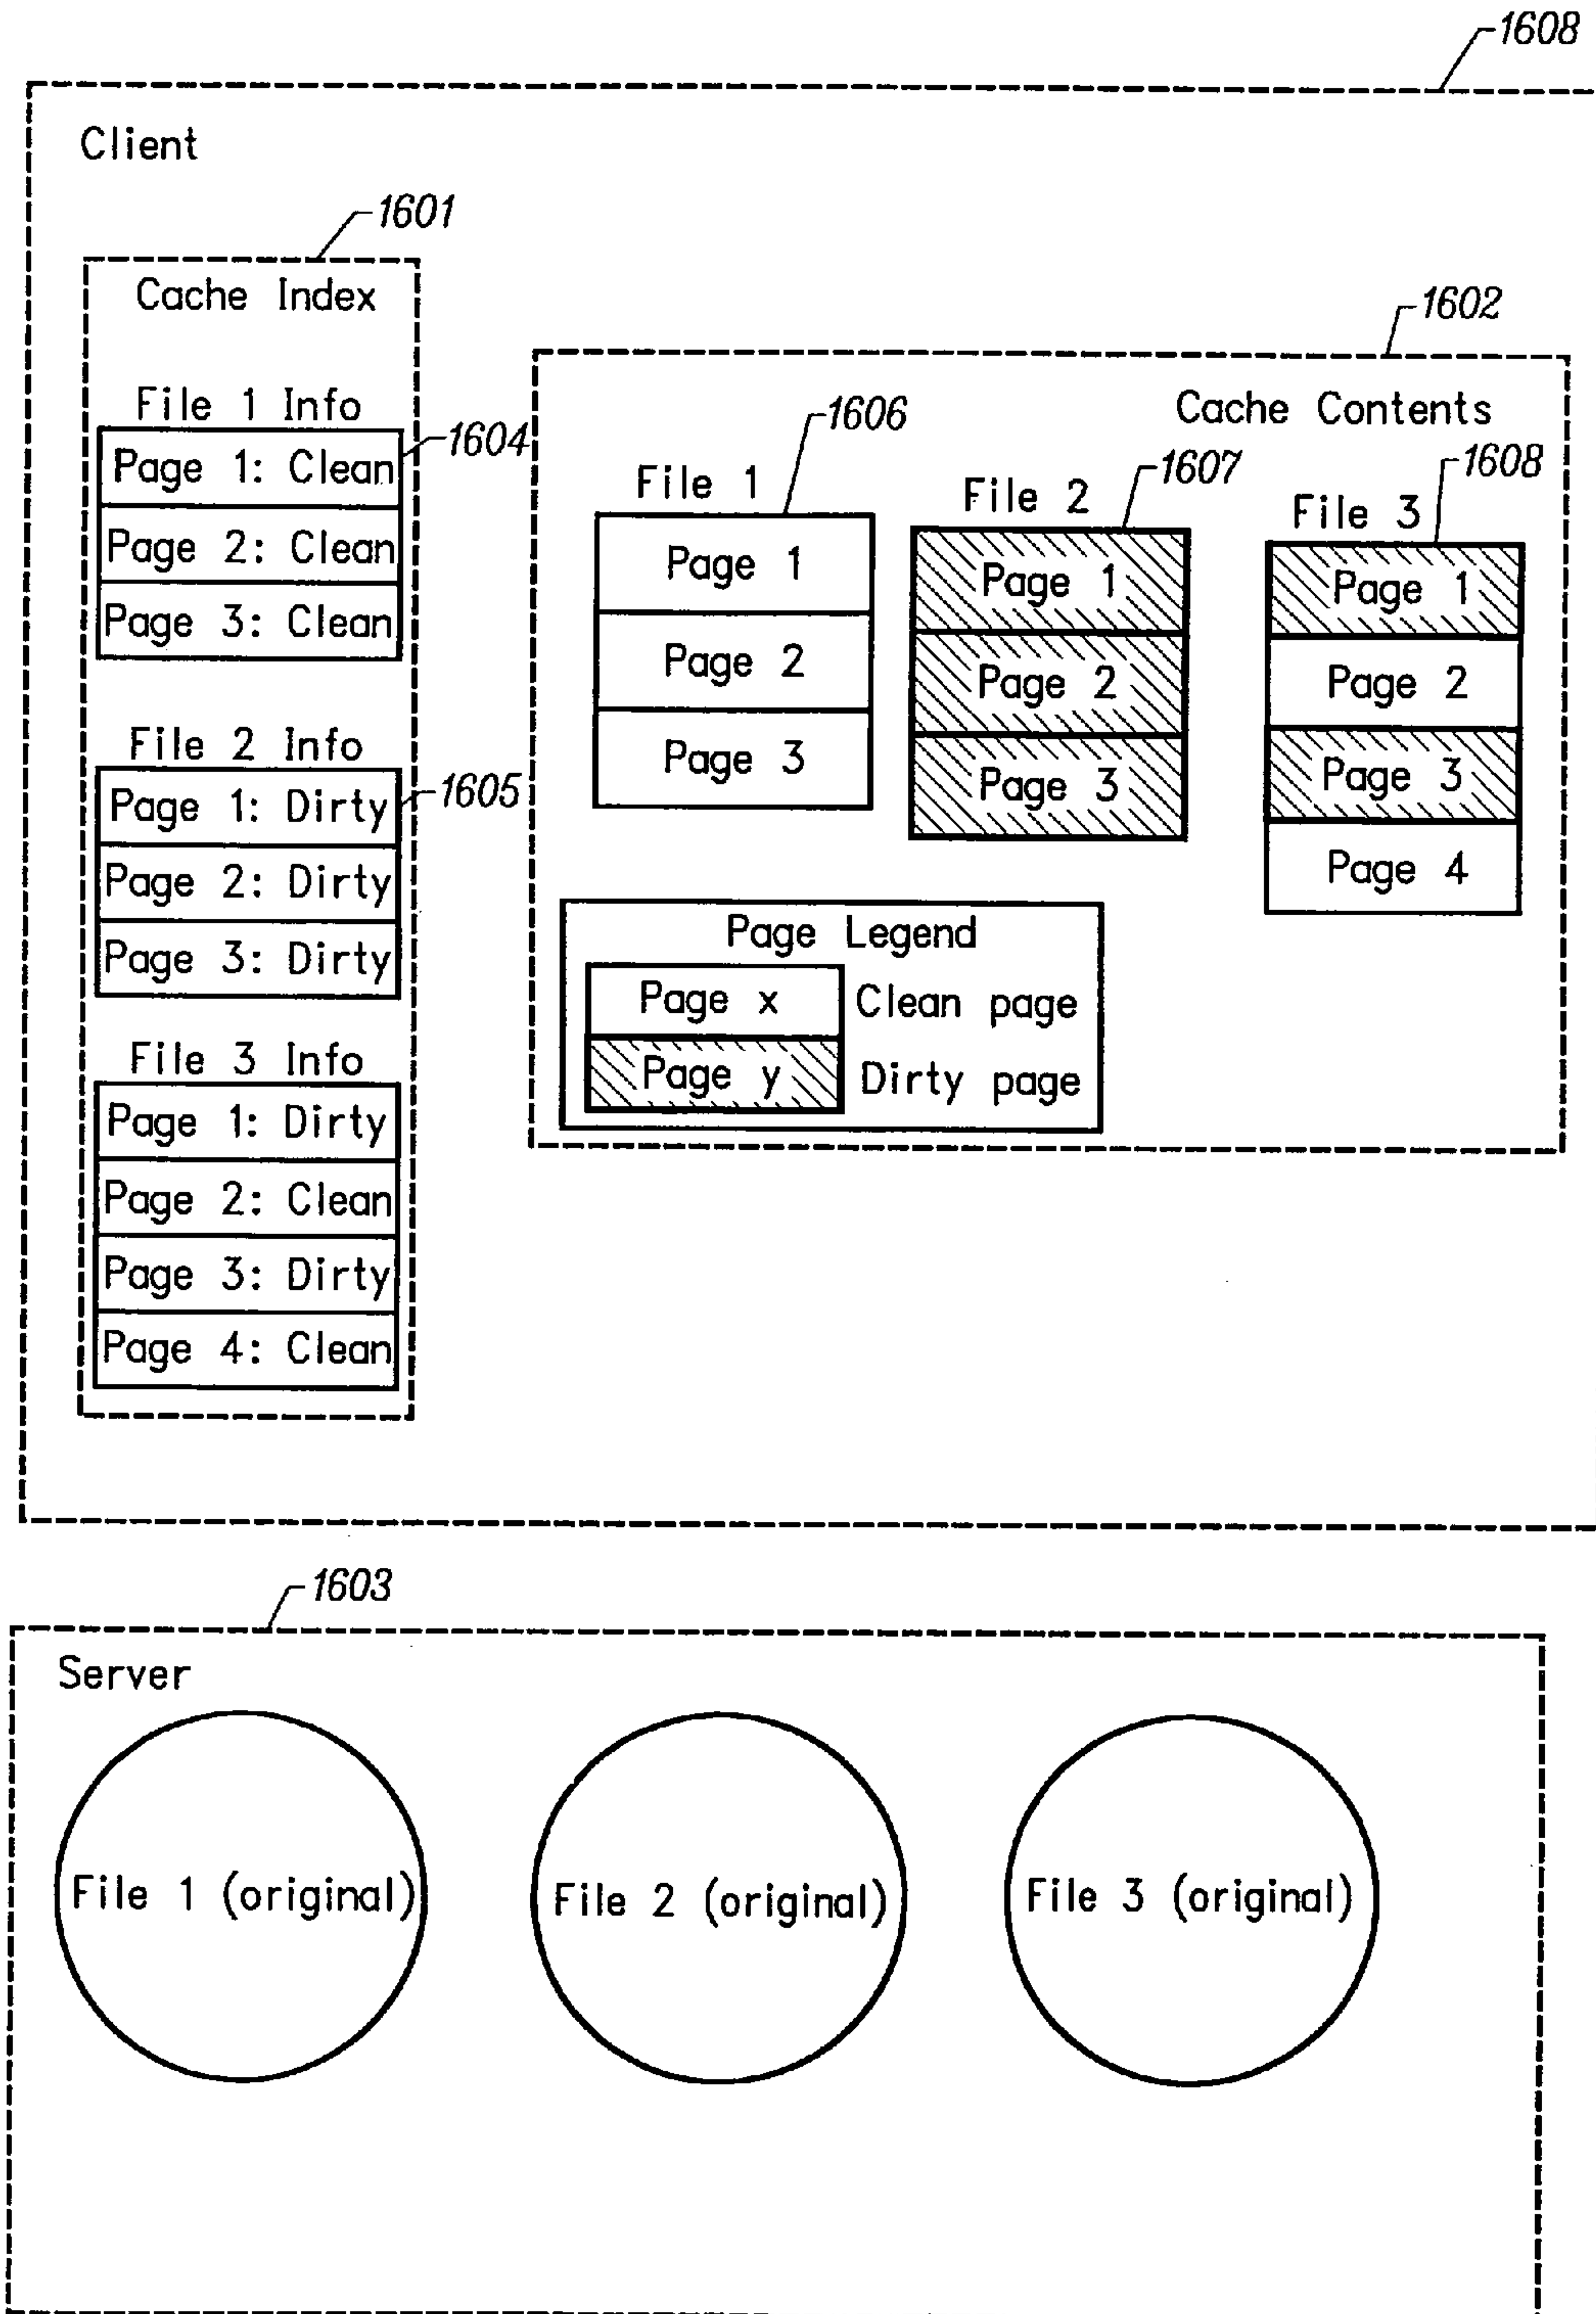 1608
Client
1601
Cache Index
File 1 Info
Page 1: Clean
1604
Page 2: Clean
Page 3: Clean
File 2 Info
Page 1: Dirty
1605
Page 2: Dirty
Page 3: Dirty
File 3 Info
Page 1: Dirty
Page 2: Clean
Page 3: Dirty
Page 4: Clean
1602
Cache Contents
1606
File 1
Page 1
Page 2
Page 3
1607
File 2
Page 1
Page 2
Page 3
1608
File 3
Page 1
Page 2
Page 3
Page 4
Page Legend
Page x Clean page
Page y Dirty page
1603
Server
File 1 (original)
File 2 (original)
File 3 (original)